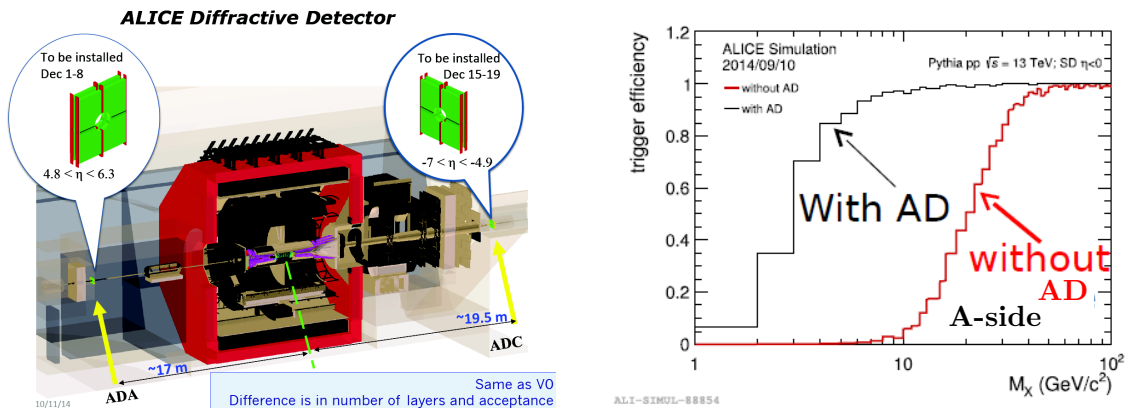 ALICE Diffractive Detector
To be installed
Dec 1-8
4.8 < η < 6.3
To be installed
Dec 15-19
-7 < η < -4.9
~17 m
~19.5 m
ADA
ADC
Same as V0
Difference is in number of layers and acceptance
10/11/14
trigger efficiency
1.2
1
0.8
0.6
0.4
0.2
0
ALICE Simulation
2014/09/10
Pythia pp √s = 13 TeV; SD η<0
without AD
with AD
With AD
without
AD
A-side
1
10
10²
M_X (GeV/c²)
ALI-SIMUL-88854